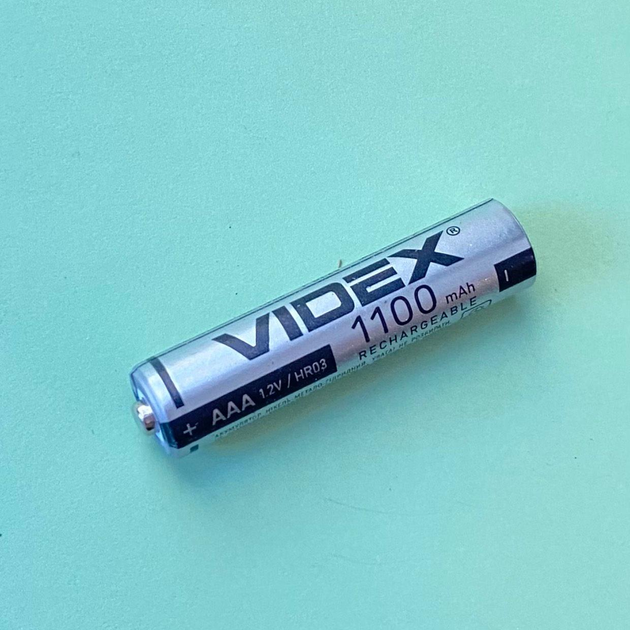 VIDEX®
1100 mAh
RECHARGEABLE
+ AAA 1.2V / HR03 -